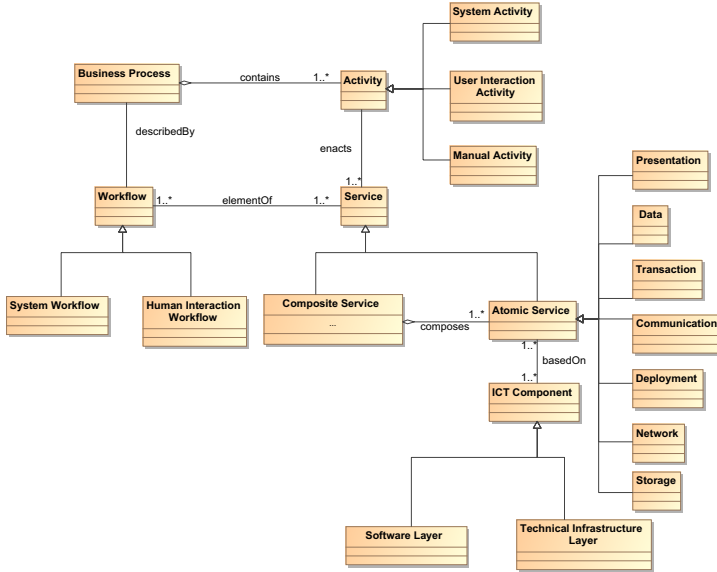 System Activity
Business Process
contains
1..*
Activity
User Interaction
Activity
describedBy
enacts
Manual Activity
Presentation
1..*
Workflow
1..*
elementOf
1..*
Service
Data
Transaction
System Workflow
Human Interaction
Workflow
Composite Service
...
composes
1..*
Atomic Service
Communication
1..*
basedOn
1..*
ICT Component
Deployment
Network
Storage
Software Layer
Technical Infrastructure
Layer